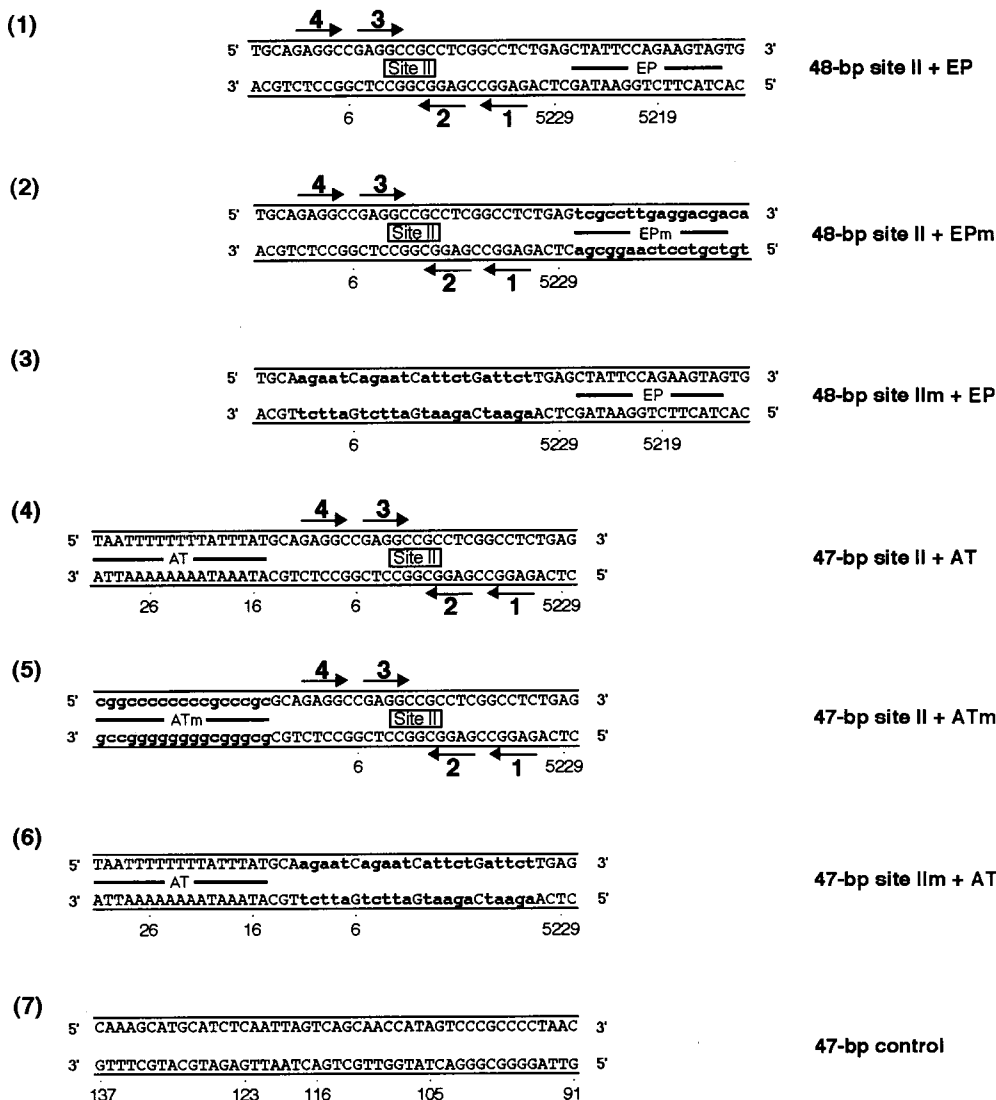 (1)
4 3
5' TGCAGAGGCCGAGGCCGCCTCGGCCTCTGAGCTATTCCAGAAGTAGTG 3'
Site II EP
48-bp site II + EP
3' ACGTCTCCGGCTCCGGCGGAGCCGGAGACTCGATAAGGTCTTCATCAC 5'
6 2 1 5229 5219
(2)
4 3
5' TGCAGAGGCCGAGGCCGCCTCGGCCTCTGAGtcgccttgaggacgaca 3'
Site II EPm
48-bp site II + EPm
3' ACGTCTCCGGCTCCGGCGGAGCCGGAGACTCagcggaactcctgctgt 5'
6 2 1 5229
(3)
5' TGCAagaatCagaatCattctGattctTGAGCTATTCCAGAAGTAGTG 3'
EP
48-bp site IIm + EP
3' ACGTtcttaGtcttaGtaagaCtaagaACTCGATAAGGTCTTCATCAC 5'
6 5229 5219
(4)
4 3
5' TAATTTTTTTTATTTATGCAGAGGCCGAGGCCGCCTCGGCCTCTGAG 3'
AT Site II
47-bp site II + AT
3' ATTAAAAAAAATAAATACGTCTCCGGCTCCGGCGGAGCCGGAGACTC 5'
26 16 6 2 1 5229
(5)
4 3
5' cggccccccccgcccgcGCAGAGGCCGAGGCCGCCTCGGCCTCTGAG 3'
ATm Site II
47-bp site II + ATm
3' gccggggggggcgggcgCGTCTCCGGCTCCGGCGGAGCCGGAGACTC 5'
6 2 1 5229
(6)
5' TAATTTTTTTTATTTATGCAagaatCagaatCattctGattctTGAG 3'
AT
47-bp site IIm + AT
3' ATTAAAAAAAATAAATACGTtcttaGtcttaGtaagaCtaagaACTC 5'
26 16 6 5229
(7)
5' CAAAGCATGCATCTCAATTAGTCAGCAACCATAGTCCCGCCCCTAAC 3'
47-bp control
3' GTTTCGTACGTAGAGTTAATCAGTCGTTGGTATCAGGGCGGGGATTG 5'
137 123 116 105 91